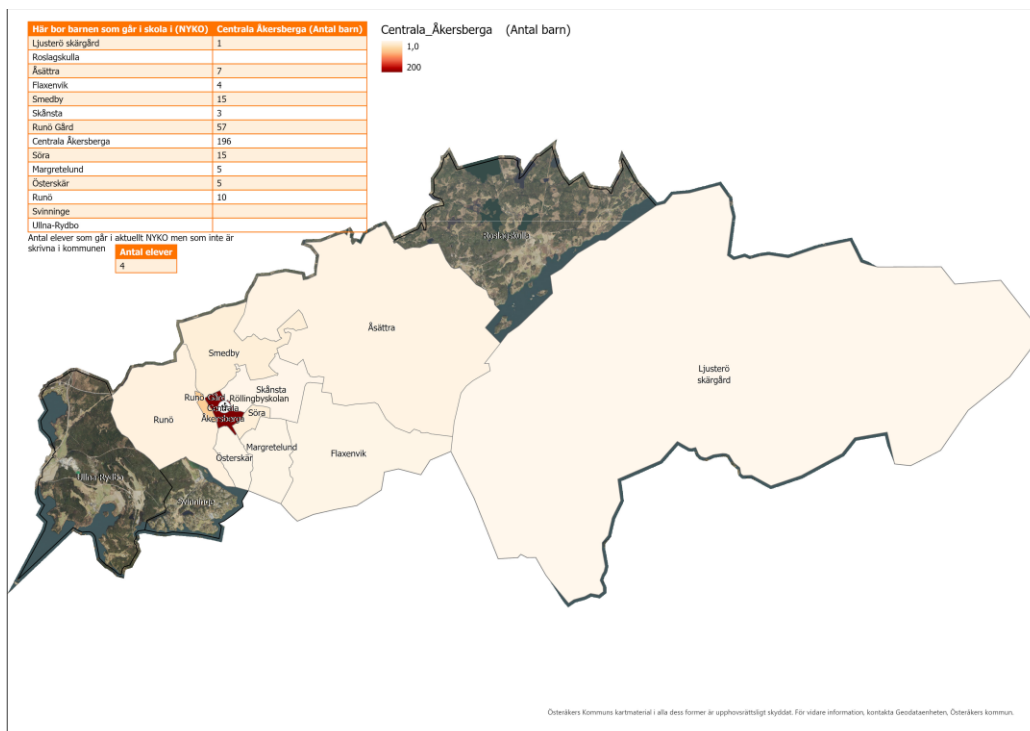 Här bor barnen som går i skola i (NYKO) Centrala Åkersberga (Antal barn)
Ljusterö skärgård 1
Roslagskulla
Åsättra 7
Flaxenvik 4
Smedby 15
Skånsta 3
Runö Gård 57
Centrala Åkersberga 196
Söra 15
Margretelund 5
Österskär 5
Runö 10
Svinninge
Ullna-Rydbo
Antal elever som går i aktuellt NYKO men som inte är
skrivna i kommunen
Antal elever
4
Centrala_Åkersberga (Antal barn)
1,0
200
Roslagskulla
Åsättra
Smedby
Ljusterö
skärgård
Skånsta
Runö Gård Röllingbyskolan
Centrala
Åkersberga
Söra
Runö
Margretelund
Österskär
Flaxenvik
Ullna-Rydbo
Svinninge
Österåkers Kommuns kartmaterial i alla dess former är upphovsrättsligt skyddat. För vidare information, kontakta Geodataenheten, Österåkers kommun.